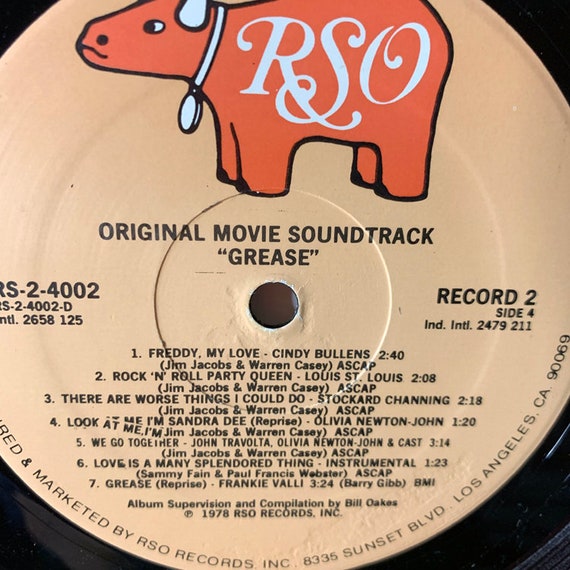 RSO
ORIGINAL MOVIE SOUNDTRACK
"GREASE"
RS-2-4002
RS-2-4002-D
Intl. 2658 125
RECORD 2
SIDE 4
Ind. Intl. 2479 211
1. FREDDY, MY LOVE - CINDY BULLENS 2:40
(Jim Jacobs & Warren Casey) ASCAP
2. ROCK 'N' ROLL PARTY QUEEN - LOUIS ST. LOUIS 2:08
(Jim Jacobs & Warren Casey) ASCAP
3. THERE ARE WORSE THINGS I COULD DO - STOCKARD CHANNING 2:18
(Jim Jacobs & Warren Casey) ASCAP
4. LOOK AT ME I'M SANDRA DEE (Reprise) - OLIVIA NEWTON-JOHN 1:20
AT ME, I'M Jim Jacobs & Warren Casey) ASCAP
5. WE GO TOGETHER - JOHN TRAVOLTA, OLIVIA NEWTON-JOHN & CAST 3:14
(Jim Jacobs & Warren Casey) ASCAP
6. LOVE IS A MANY SPLENDORED THING - INSTRUMENTAL 1:23
(Sammy Fain & Paul Francis Webster) ASCAP
7. GREASE (Reprise) - FRANKIE VALLI 3:24 (Barry Gibb) BMI
Album Supervision and Compilation by Bill Oakes
℗ 1978 RSO RECORDS, INC.
& MARKETED BY RSO RECORDS, INC. 8335 SUNSET BLVD., LOS ANGELES, CA. 90069